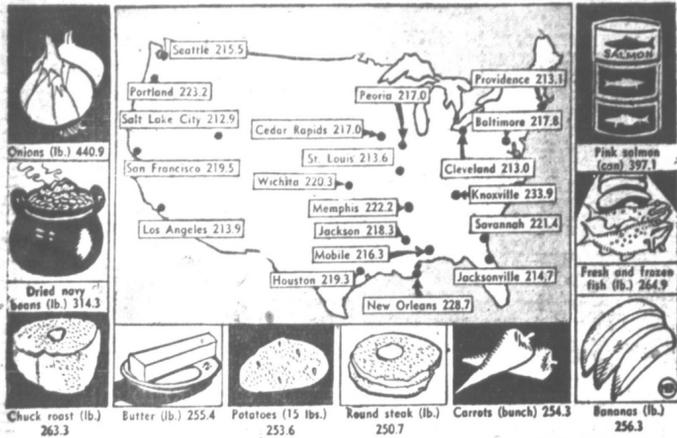 Onions (lb.) 440.9
Dried navy
beans (lb.) 314.3
Chuck roast (lb.)
263.3
Seattle 215.5
Portland 223.2
Salt Lake City 212.9
San Francisco 219.5
Los Angeles 213.9
Cedar Rapids 217.0
Peoria 217.0
St. Louis 213.6
Wichita 220.3
Memphis 222.2
Jackson 218.3
Mobile 216.3
Houston 219.3
New Orleans 228.7
Providence 213.1
Baltimore 217.8
Cleveland 213.0
Knoxville 233.9
Savannah 221.4
Jacksonville 214.7
Butter (lb.) 255.4
Potatoes (15 lbs.)
253.6
Round steak (lb.)
250.7
Carrots (bunch) 254.3
SALMON
Pink salmon
(can) 397.1
Fresh and frozen
fish (lb.) 264.9
Bananas (lb.)
256.3